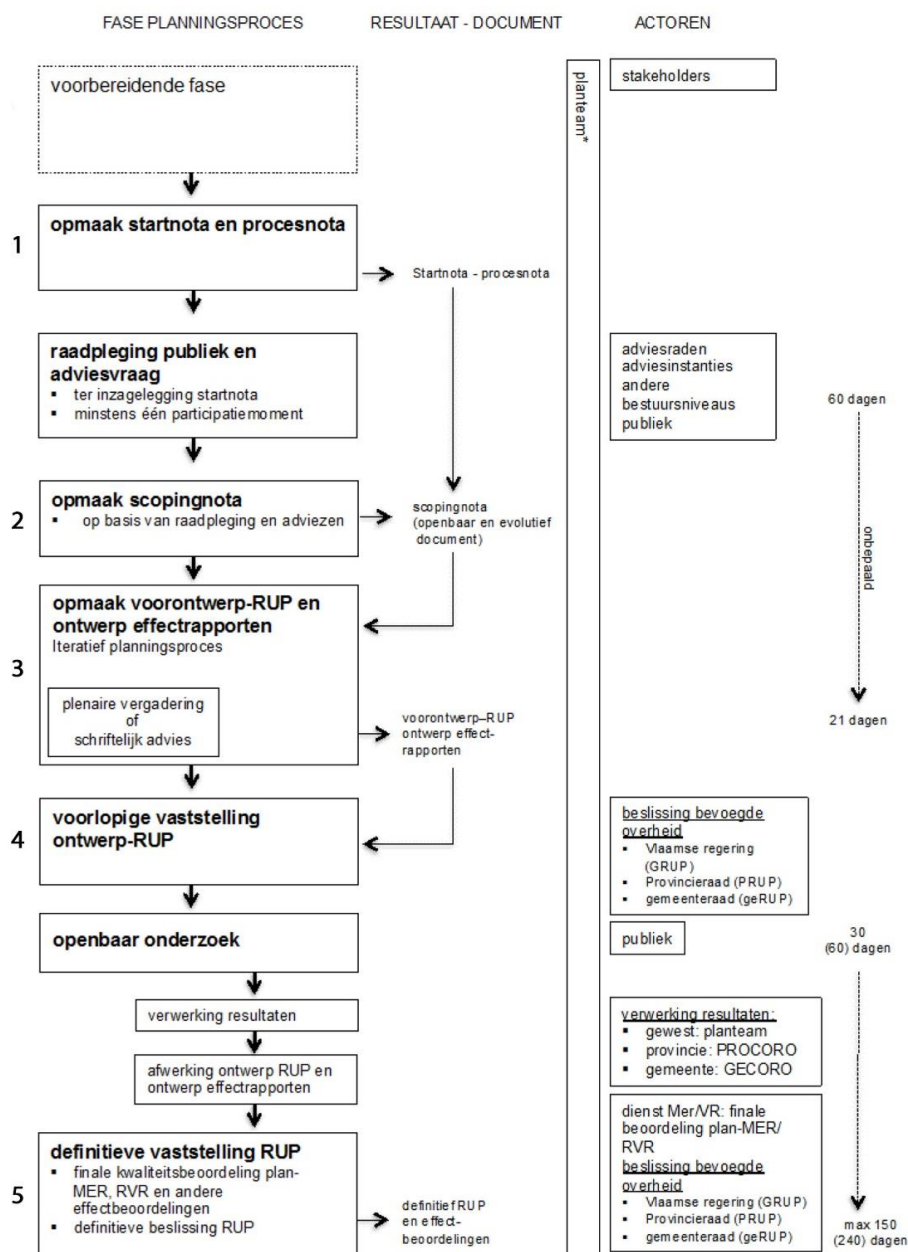 FASE PLANNINGSPROCES
RESULTAAT - DOCUMENT
ACTOREN
voorbereidende fase
planteam*
stakeholders
1
opmaak startnota en procesnota
Startnota - procesnota
raadpleging publiek en
adviesvraag
▪ ter inzagelegging startnota
▪ minstens één participatiemoment
adviesraden
adviesinstanties
andere
bestuursniveaus
publiek
60 dagen
2
opmaak scopingnota
▪ op basis van raadpleging en adviezen
scopingnota
(openbaar en evolutief
document)
onbepaald
3
opmaak voorontwerp-RUP en
ontwerp effectrapporten
Iteratief planningsproces
plenaire vergadering
of
schriftelijk advies
voorontwerp–RUP
ontwerp effect-
rapporten
21 dagen
4
voorlopige vaststelling
ontwerp-RUP
beslissing bevoegde
overheid
▪ Vlaamse regering
(GRUP)
▪ Provincieraad (PRUP)
▪ gemeenteraad (geRUP)
openbaar onderzoek
publiek
30
(60) dagen
verwerking resultaten
verwerking resultaten:
▪ gewest: planteam
▪ provincie: PROCORO
▪ gemeente: GECORO
afwerking ontwerp RUP en
ontwerp effectrapporten
5
definitieve vaststelling RUP
▪ finale kwaliteitsbeordeling plan-
MER, RVR en andere
effectbeordelingen
▪ definitieve beslissing RUP
definitief RUP
en effect-
beoordelingen
dienst Mer/VR: finale
beordeling plan-MER/
RVR
beslissing bevoegde
overheid
▪ Vlaamse regering (GRUP)
▪ Provincieraad (PRUP)
▪ gemeenteraad (geRUP)
max 150
(240) dagen